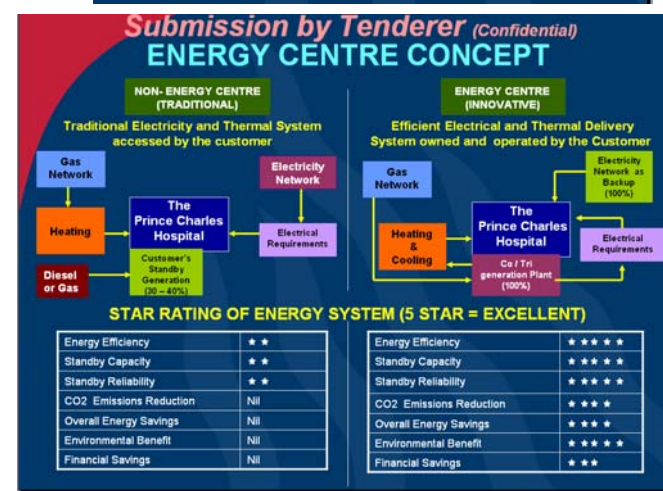 Submission by Tenderer (Confidential)
ENERGY CENTRE CONCEPT
NON- ENERGY CENTRE
(TRADITIONAL)
Traditional Electricity and Thermal System
accessed by the customer
Gas
Network
Electricity
Network
Heating
The
Prince Charles
Hospital
Electrical
Requirements
Diesel
or Gas
Customer's
Standby
Generation
(30 – 40%)
ENERGY CENTRE
(INNOVATIVE)
Efficient Electrical and Thermal Delivery
System owned and operated by the Customer
Gas
Network
Electricity
Network as
Backup
(100%)
Heating
&
Cooling
The
Prince Charles
Hospital
Electrical
Requirements
Co / Tri
generation Plant
(100%)
STAR RATING OF ENERGY SYSTEM (5 STAR = EXCELLENT)
Energy Efficiency ★ ★
Standby Capacity ★ ★
Standby Reliability ★ ★
CO2 Emissions Reduction Nil
Overall Energy Savings Nil
Environmental Benefit Nil
Financial Savings Nil
Energy Efficiency ★ ★ ★ ★ ★
Standby Capacity ★ ★ ★ ★ ★
Standby Reliability ★ ★ ★ ★ ★
CO2 Emissions Reduction ★ ★ ★ ★
Overall Energy Savings ★ ★ ★ ★
Environmental Benefit ★ ★ ★ ★ ★
Financial Savings ★ ★ ★